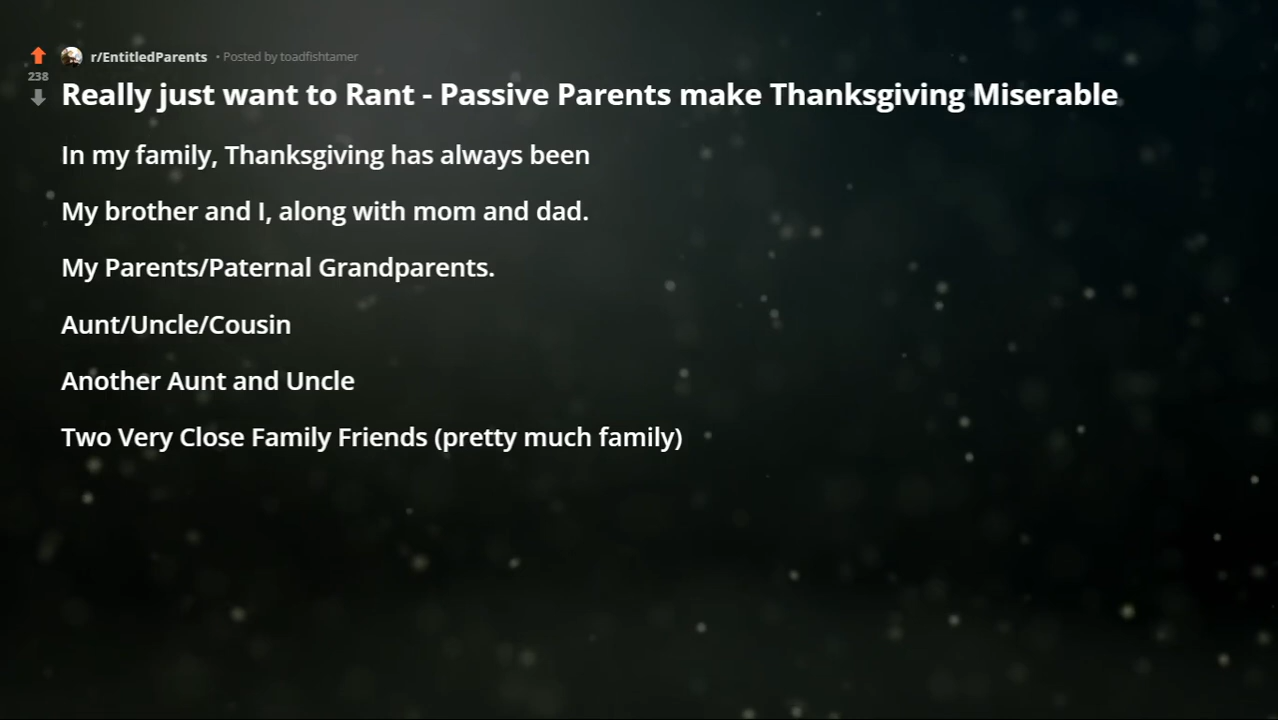 r/EntitledParents • Posted by toadfishtamer
238
Really just want to Rant - Passive Parents make Thanksgiving Miserable
In my family, Thanksgiving has always been
My brother and I, along with mom and dad.
My Parents/Paternal Grandparents.
Aunt/Uncle/Cousin
Another Aunt and Uncle
Two Very Close Family Friends (pretty much family)